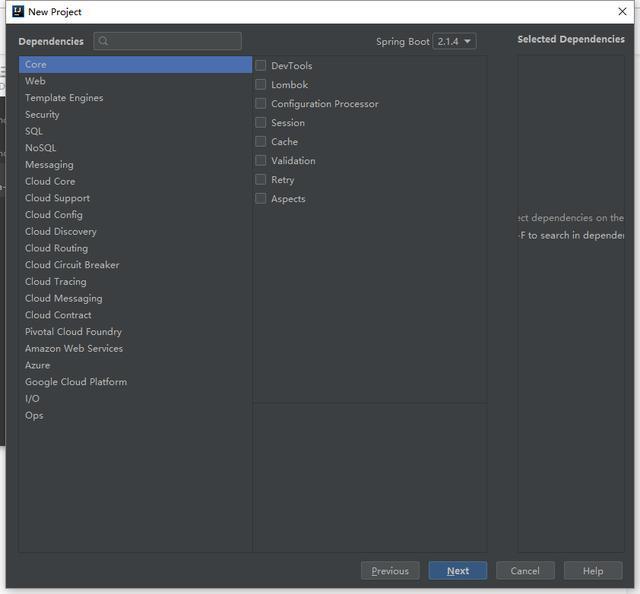 New Project
Dependencies
Spring Boot 2.1.4
Selected Dependencies
Core
Web
Template Engines
Security
SQL
NoSQL
Messaging
Cloud Core
Cloud Support
Cloud Config
Cloud Discovery
Cloud Routing
Cloud Circuit Breaker
Cloud Tracing
Cloud Messaging
Cloud Contract
Pivotal Cloud Foundry
Amazon Web Services
Azure
Google Cloud Platform
I/O
Ops
DevTools
Lombok
Configuration Processor
Session
Cache
Validation
Retry
Aspects
ect dependencies on the
-F to search in depender
Previous
Next
Cancel
Help